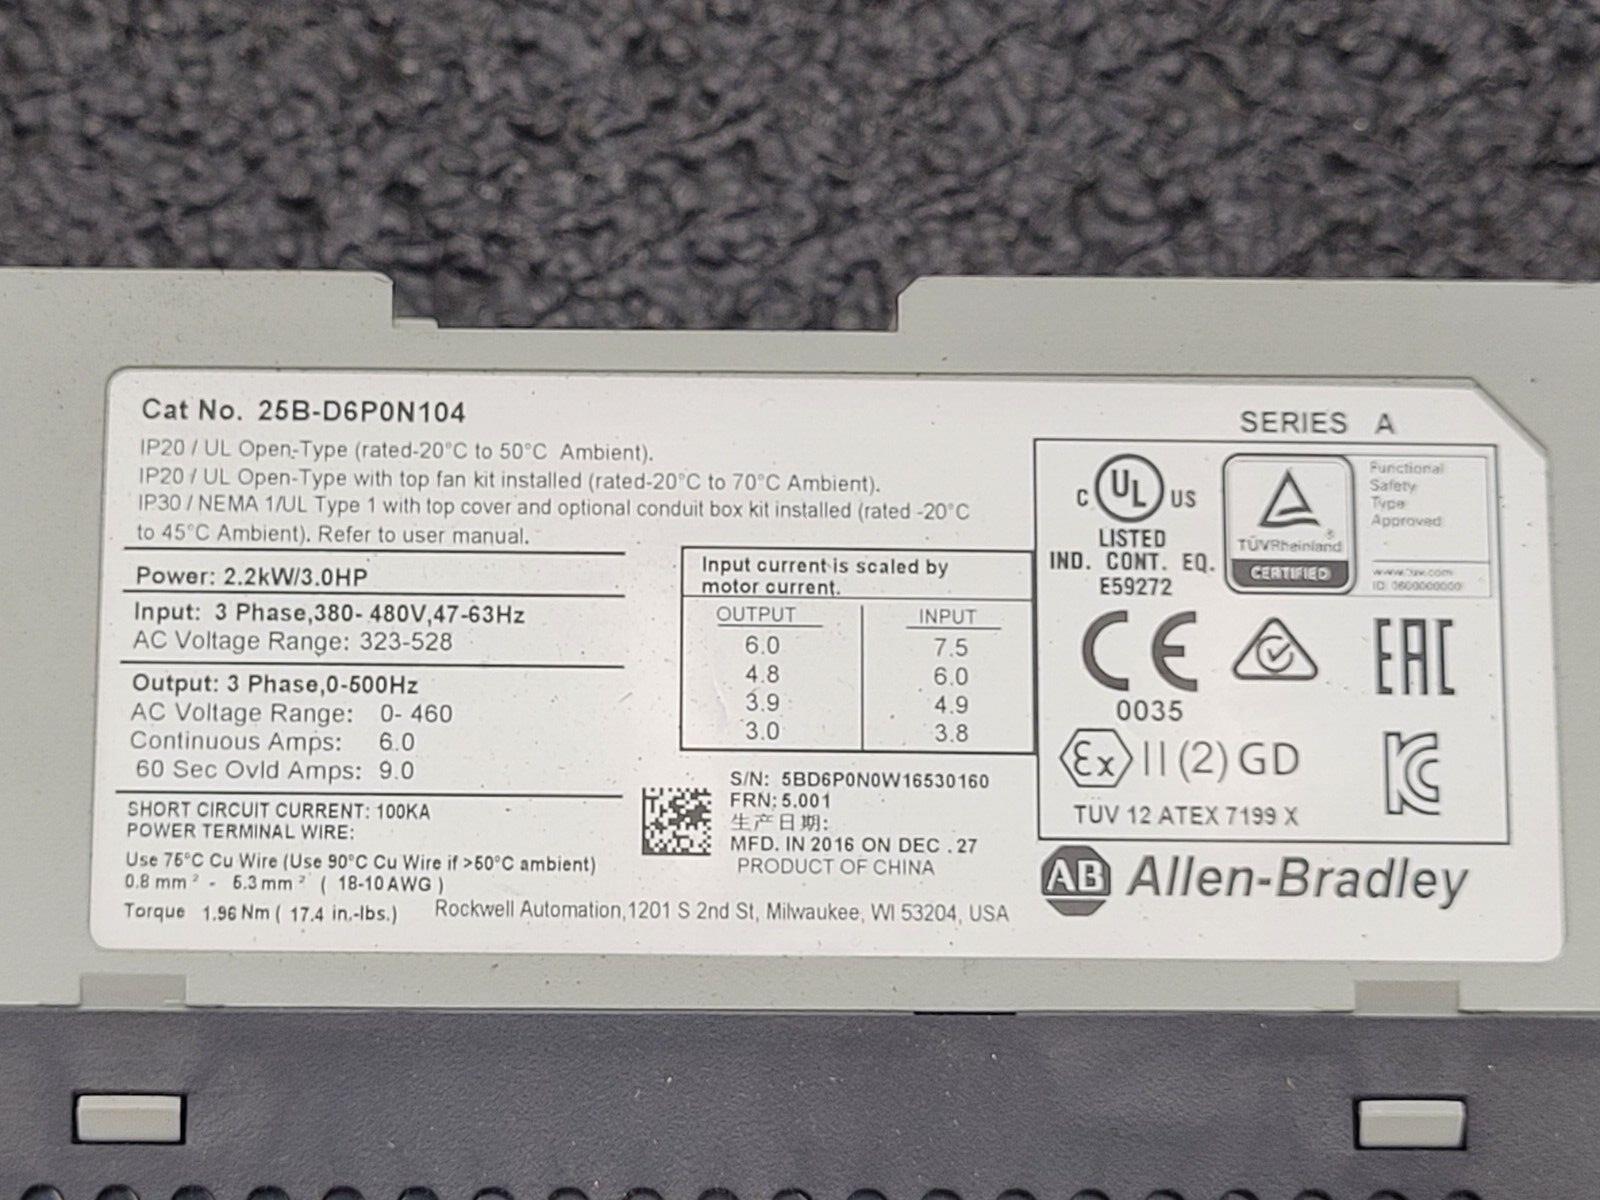 Cat No. 25B-D6P0N104
SERIES A
IP20 / UL Open-Type (rated-20°C to 50°C Ambient).
IP20 / UL Open-Type with top fan kit installed (rated-20°C to 70°C Ambient).
IP30 / NEMA 1/UL Type 1 with top cover and optional conduit box kit installed (rated -20°C
to 45°C Ambient). Refer to user manual.
Power: 2.2kW/3.0HP
Input: 3 Phase,380- 480V,47-63Hz
AC Voltage Range: 323-528
Output: 3 Phase,0-500Hz
AC Voltage Range: 0- 460
Continuous Amps: 6.0
60 Sec Ovld Amps: 9.0
SHORT CIRCUIT CURRENT: 100KA
POWER TERMINAL WIRE:
Use 75°C Cu Wire (Use 90°C Cu Wire if >50°C ambient)
0.8 mm² - 5.3 mm² ( 18-10 AWG )
Torque 1.96 Nm ( 17.4 in.-lbs.)
Input current is scaled by
motor current.
OUTPUT INPUT
6.0 7.5
4.8 6.0
3.9 4.9
3.0 3.8
S/N: 5BD6P0N0W16530160
FRN: 5.001
生产日期:
MFD. IN 2016 ON DEC . 27
PRODUCT OF CHINA
Rockwell Automation,1201 S 2nd St, Milwaukee, WI 53204, USA
C UL US
LISTED
IND. CONT. EQ.
E59272
TÜVRheinland
CERTIFIED
Functional
Safety
Type
Approved
www.tuv.com
ID 0600000000
CE
0035
EAC
Ex II (2) GD
TÜV 12 ATEX 7199 X
KC
AB Allen-Bradley